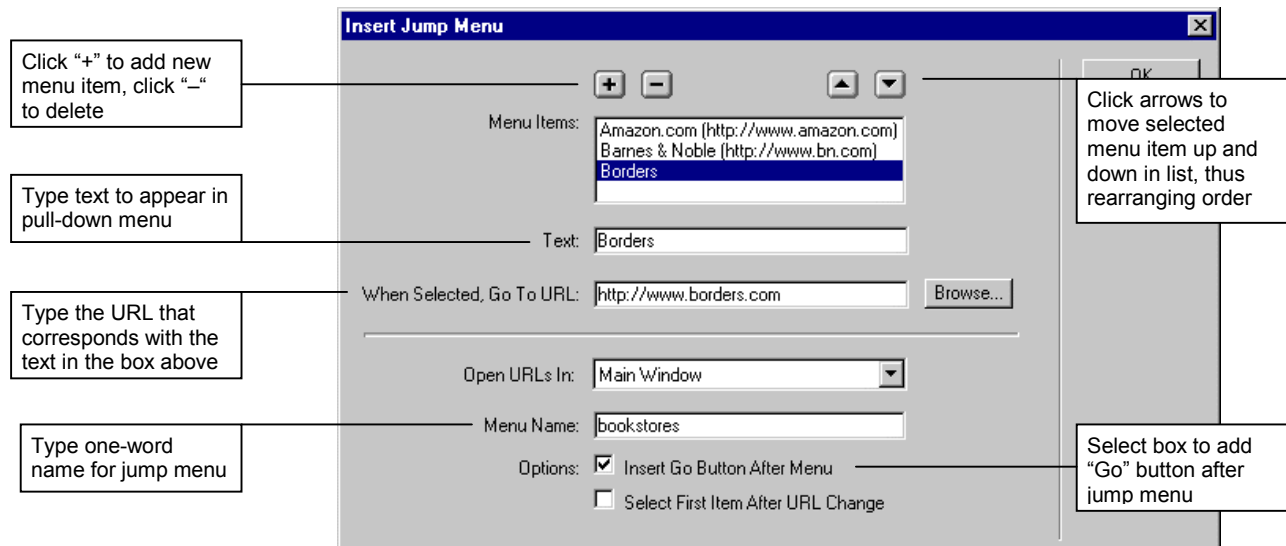 Insert Jump Menu
Click “+” to add new
menu item, click “–“
to delete
OK
Click arrows to
move selected
menu item up and
down in list, thus
rearranging order
Menu Items:
Amazon.com (http://www.amazon.com)
Barnes & Noble (http://www.bn.com)
Borders
Type text to appear in
pull-down menu
Text: Borders
When Selected, Go To URL: http://www.borders.com Browse...
Type the URL that
corresponds with the
text in the box above
Open URLs In: Main Window
Menu Name: bookstores
Type one-word
name for jump menu
Options: Insert Go Button After Menu
Select First Item After URL Change
Select box to add
“Go” button after
jump menu